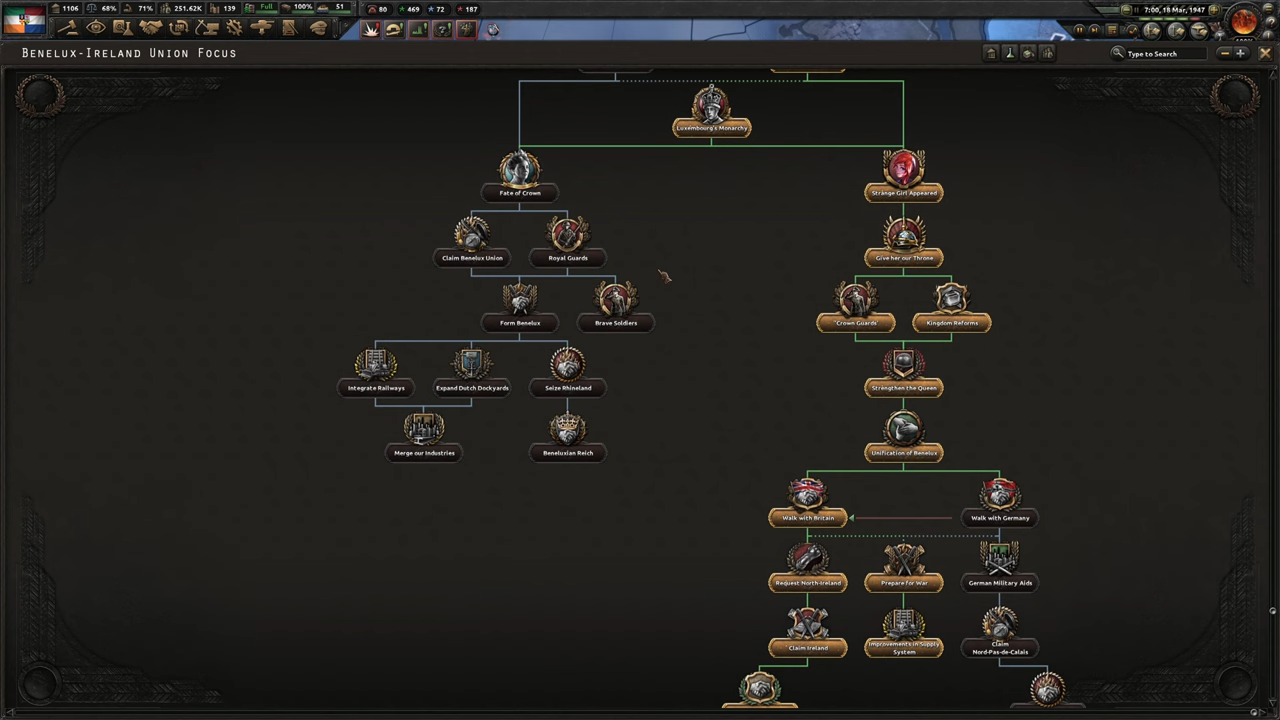 1106 68% 71% 251.62K 139 Full 100% 51 80 469 72 187 7:00, 18 Mar, 1947
100%
Benelux-Ireland Union Focus
Type to Search
Luxembourg's Monarchy
Fate of Crown
Strange Girl Appeared
Claim Benelux Union
Royal Guards
Give her our Throne
Form Benelux
Brave Soldiers
"Crown Guards"
Kingdom Reforms
Integrate Railways
Expand Dutch Dockyards
Seize Rhineland
Strengthen the Queen
Merge our Industries
Beneluxian Reich
Unification of Benelux
Walk with Britain
Walk with Germany
Request North-Ireland
Prepare for War
German Military Aids
Claim Ireland
Improvements in Supply
System
Claim
Nord-Pas-de-Calais